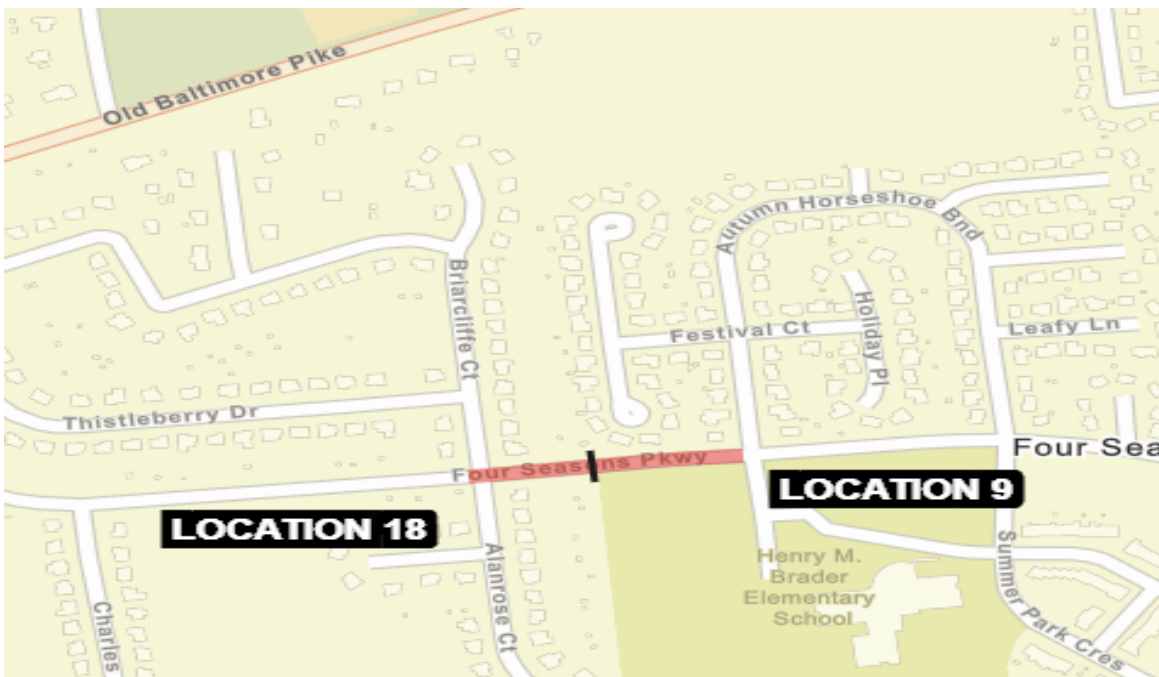 Old Baltimore Pike
Autumn Horseshoe Bnd
Briarcliffe Ct
Holiday Pl
Festival Ct
Leafy Ln
Thistleberry Dr
Four Seasons Pkwy
Four Sea
LOCATION 9
LOCATION 18
Alanrose Ct
Henry M.
Brader
Elementary
School
Summer Park Cres
Charles